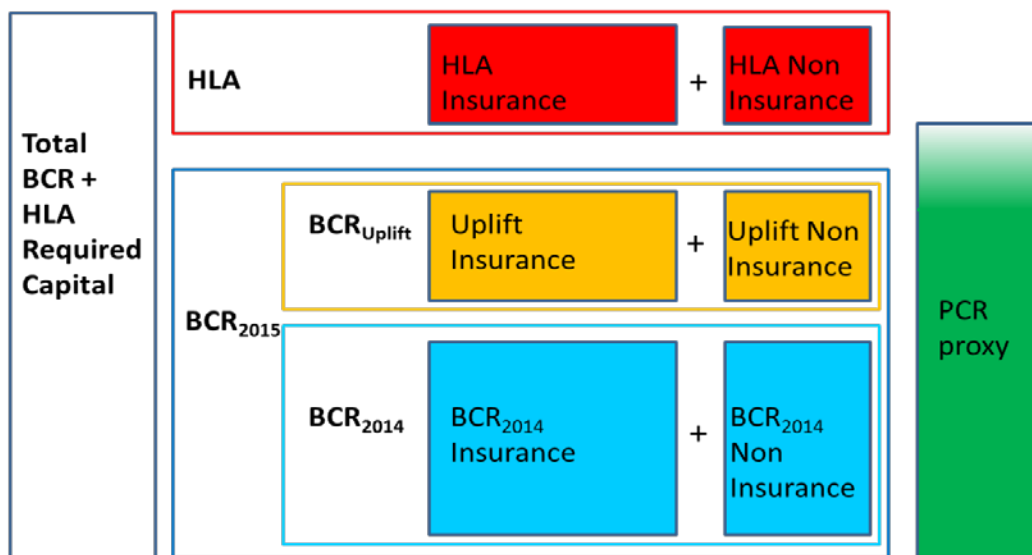 Total
BCR +
HLA
Required
Capital
HLA
HLA
Insurance
+
HLA Non
Insurance
BCR2015
BCRUplift
Uplift
Insurance
+
Uplift Non
Insurance
BCR2014
BCR2014
Insurance
+
BCR2014
Non
Insurance
PCR
proxy